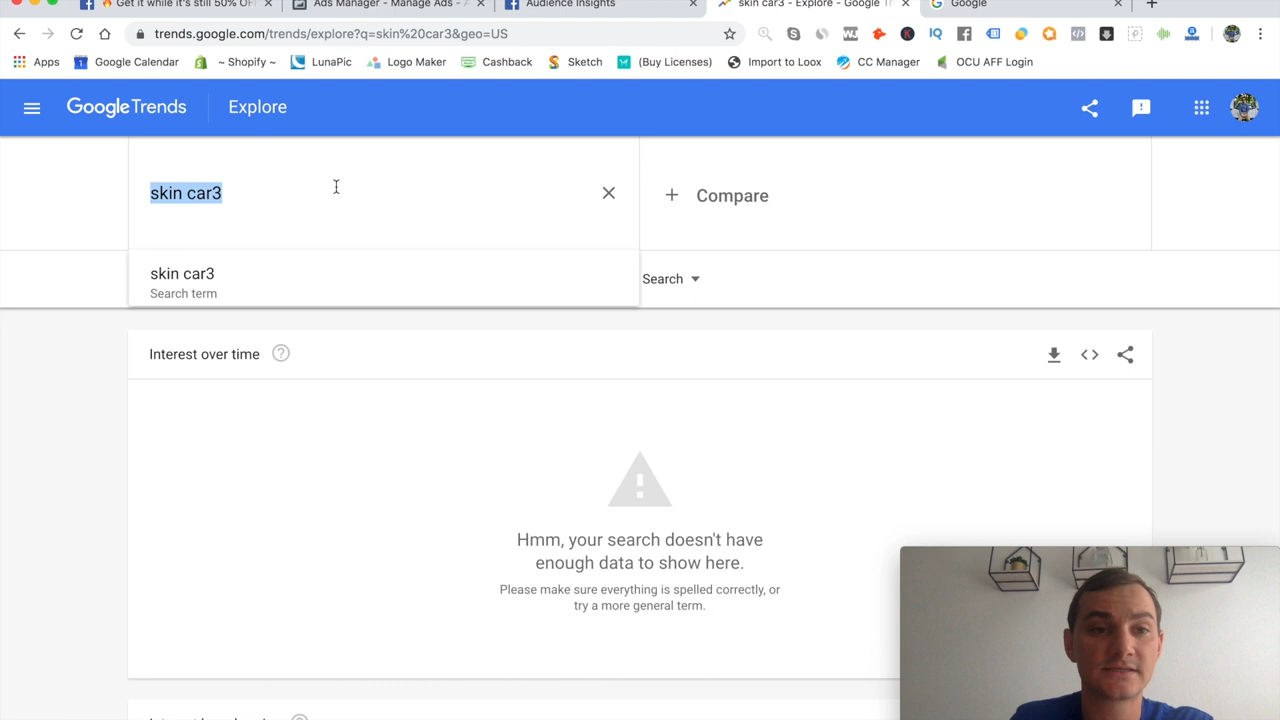 Get it while it's still 50% OF
Ads Manager - Manage Ads - A
Audience Insights
skin car3 - Explore - Google Tr
Google
trends.google.com/trends/explore?q=skin%20car3&geo=US
Apps
Google Calendar
~ Shopify ~
LunaPic
Logo Maker
Cashback
Sketch
(Buy Licenses)
Import to Loox
CC Manager
OCU AFF Login
Google Trends
Explore
skin car3
+ Compare
skin car3
Search term
Search
Interest over time
Hmm, your search doesn't have
enough data to show here.
Please make sure everything is spelled correctly, or
try a more general term.